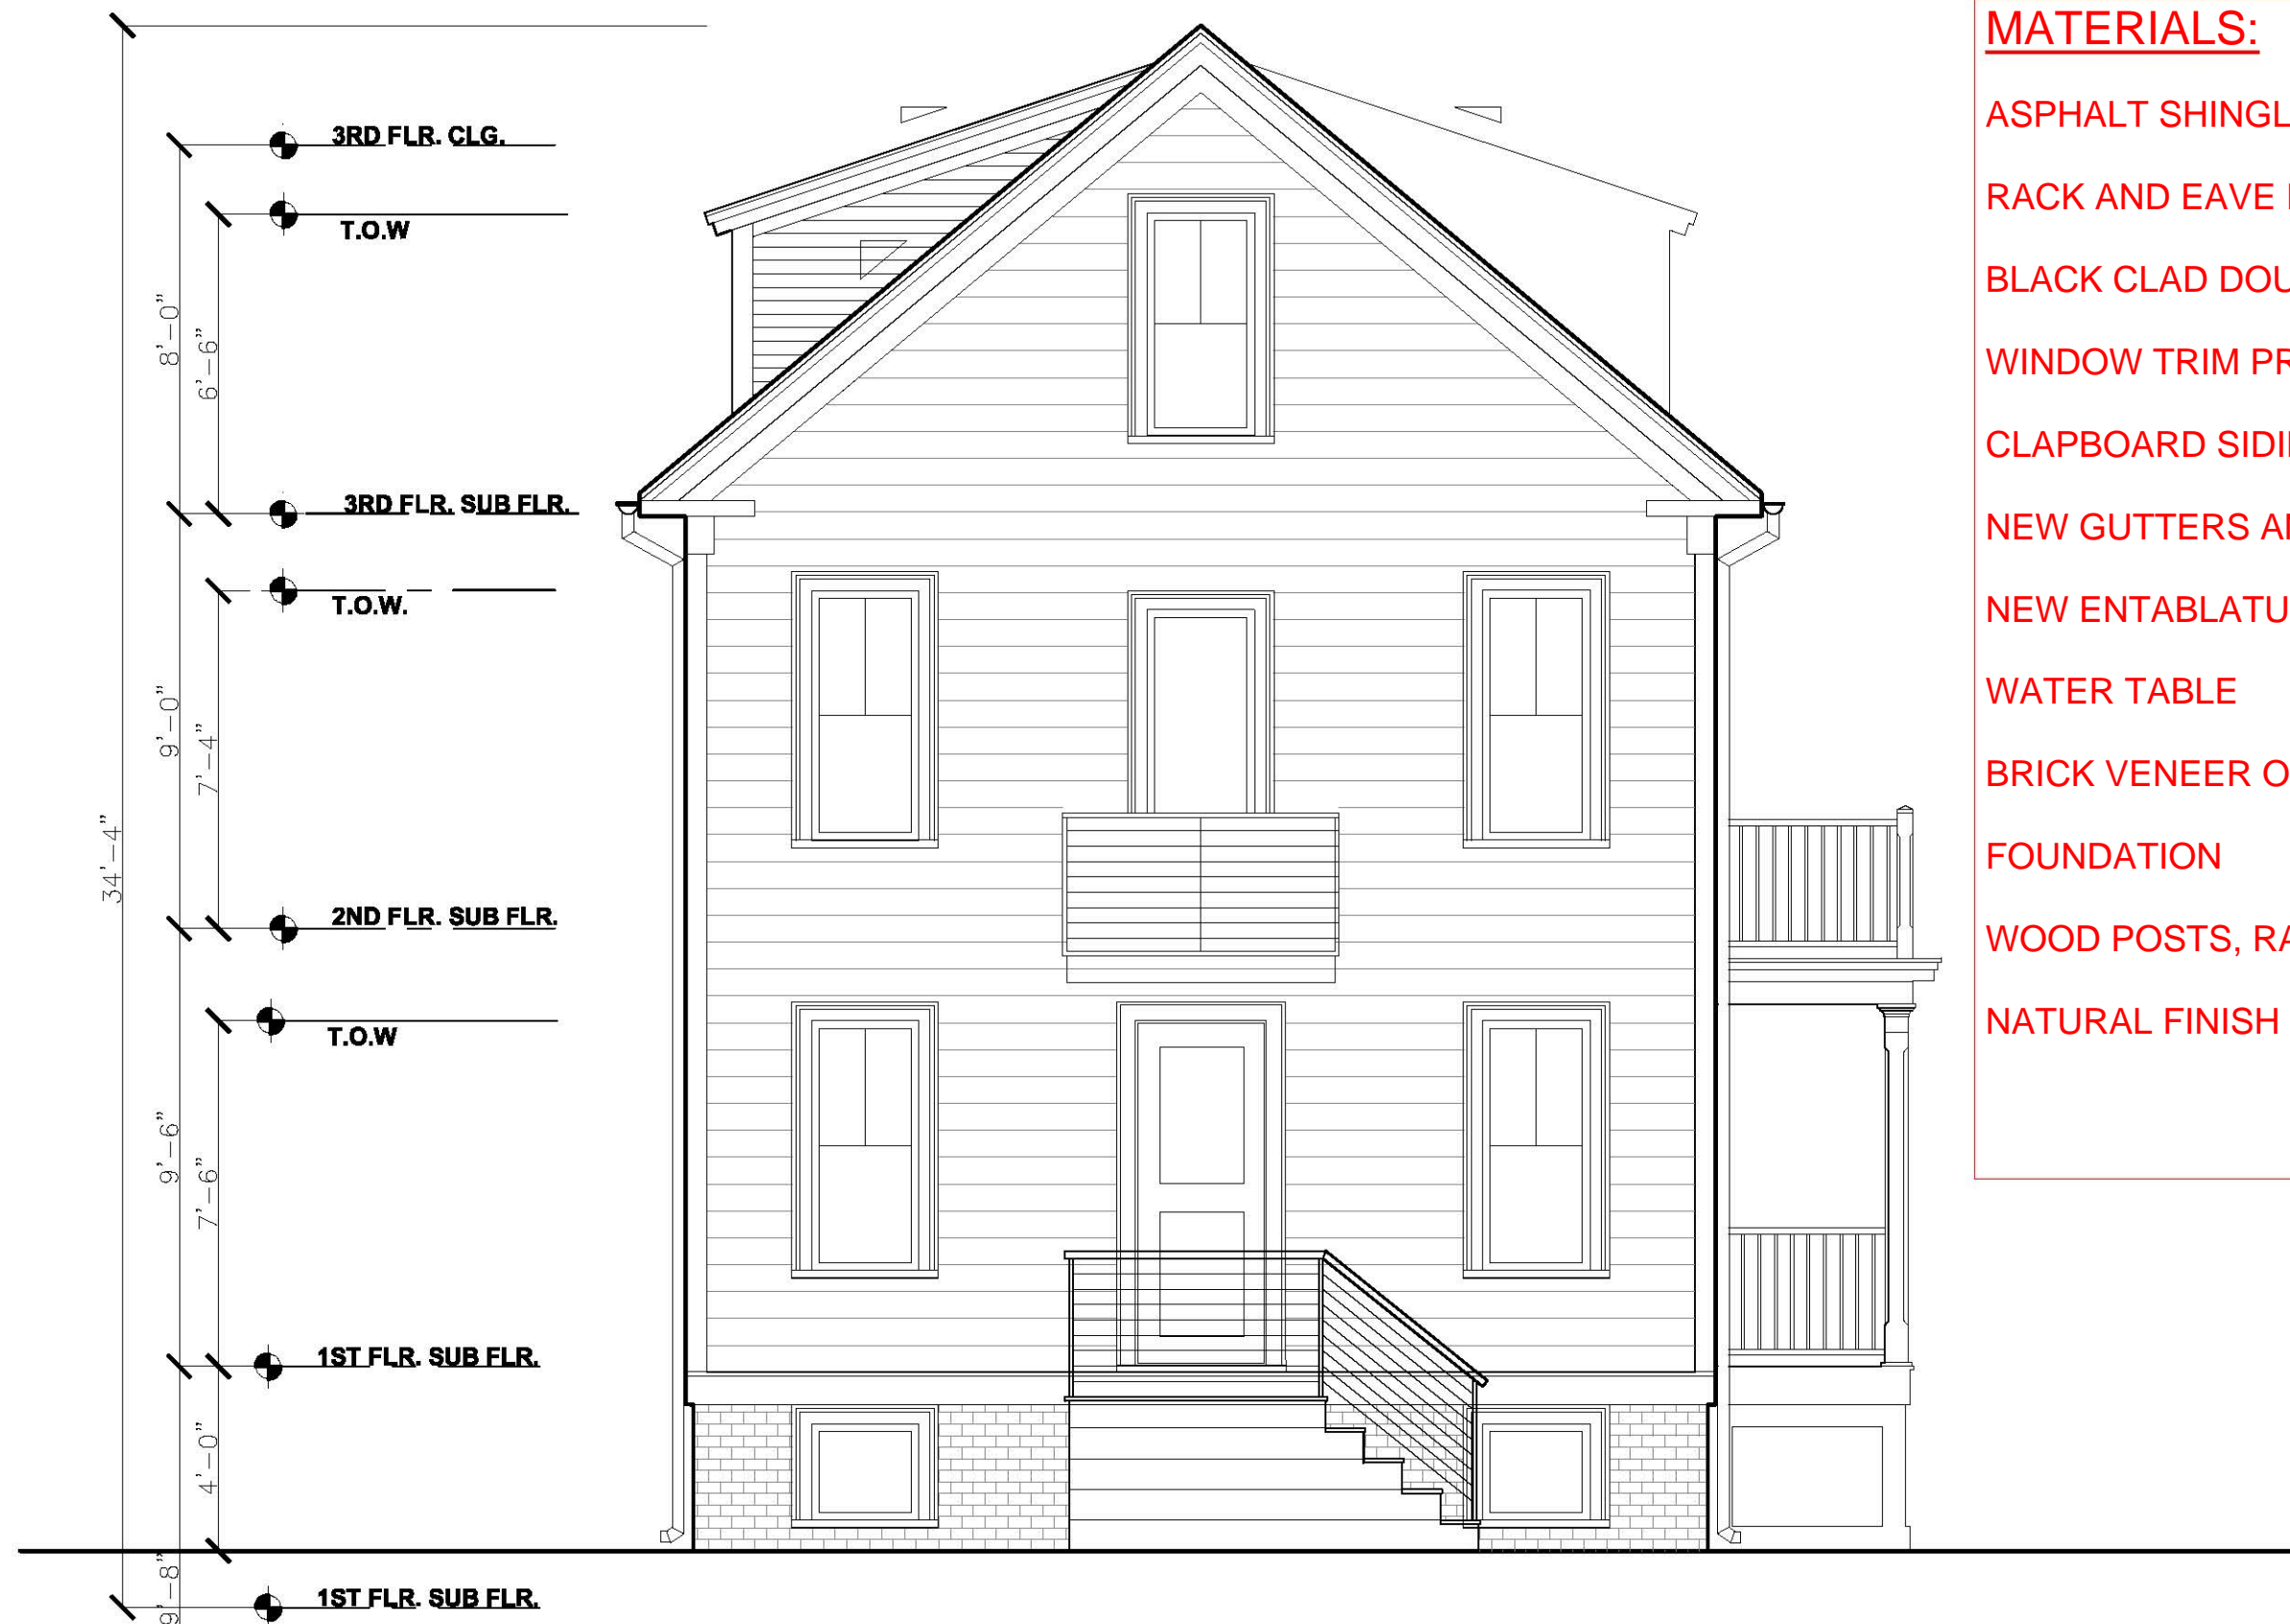 MATERIALS:
ASPHALT SHINGL
RACK AND EAVE
BLACK CLAD DOU
WINDOW TRIM PR
CLAPBOARD SIDI
NEW GUTTERS AN
NEW ENTABLATU
WATER TABLE
BRICK VENEER O
FOUNDATION
WOOD POSTS, RA
NATURAL FINISH
3RD FLR. CLG.
T.O.W
8'-0"
6'-6"
3RD FLR. SUB FLR.
T.O.W.
9'-0"
7'-4"
34'-4"
2ND FLR. SUB FLR.
T.O.W
9'-6"
7'-6"
1ST FLR. SUB FLR.
4'-0"
9'-8"
1ST FLR. SUB FLR.